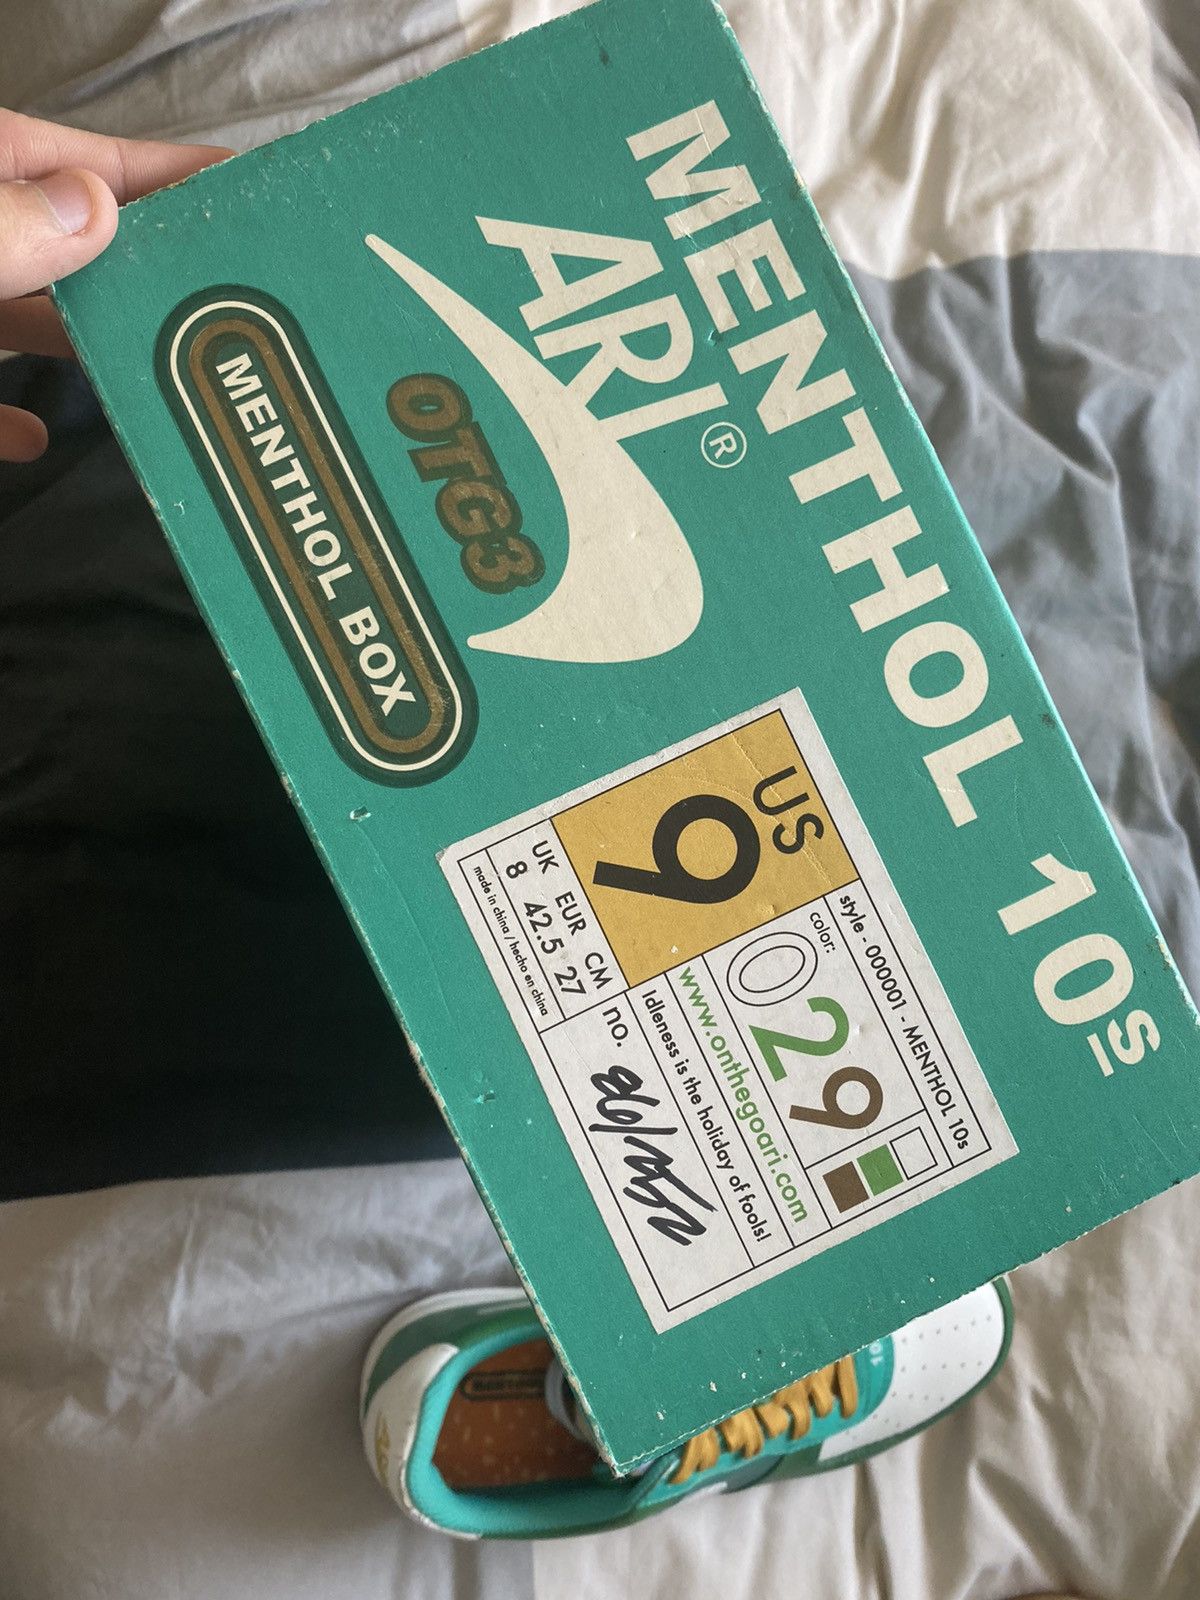 MENTHOL 10s
ARI®
OTG3
MENTHOL BOX
US
9
UK EUR CM
8 42.5 27
made in china / hecho en china
style - 000001 - MENTHOL 10s
color:
029
www.onthegoari.com
Idleness is the holiday of fools!
no.
10